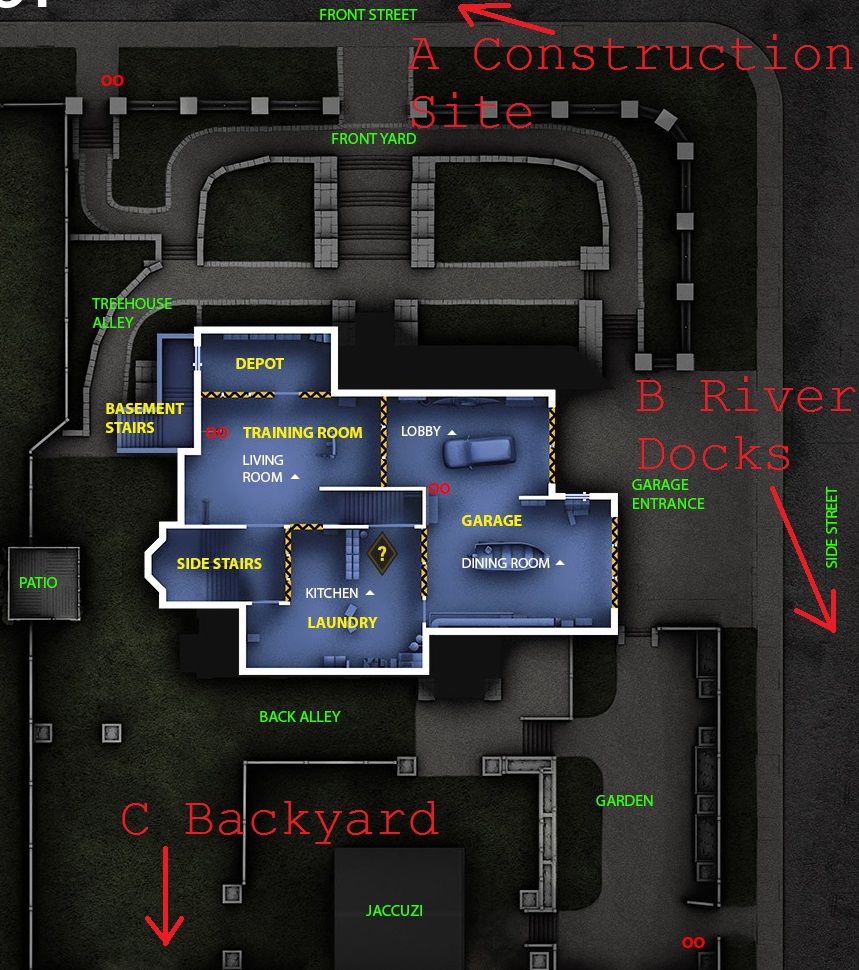 FRONT STREET
A Construction
Site
FRONT YARD
TREEHOUSE
ALLEY
DEPOT
BASEMENT
STAIRS
TRAINING ROOM
LOBBY
LIVING
ROOM
B River
Docks
GARAGE
ENTRANCE
SIDE STREET
GARAGE
SIDE STAIRS
?
DINING ROOM
PATIO
KITCHEN
LAUNDRY
BACK ALLEY
GARDEN
C Backyard
JACCUZI